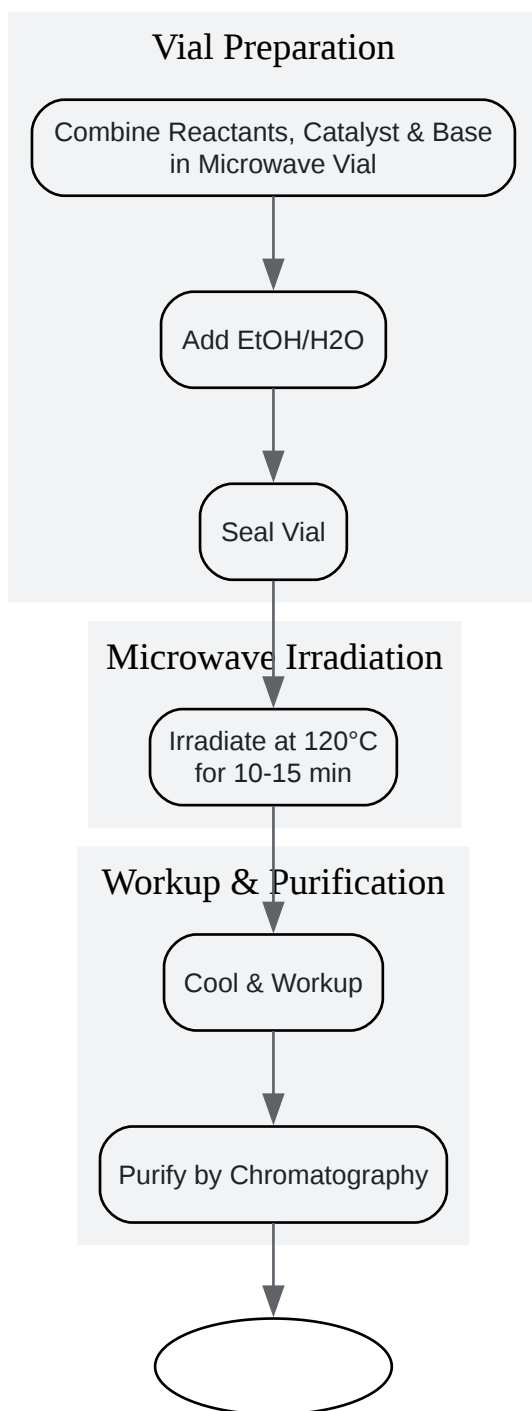 Vial Preparation
Combine Reactants, Catalyst & Base
in Microwave Vial
Add EtOH/H2O
Seal Vial
Microwave Irradiation
Irradiate at 120°C
for 10-15 min
Workup & Purification
Cool & Workup
Purify by Chromatography